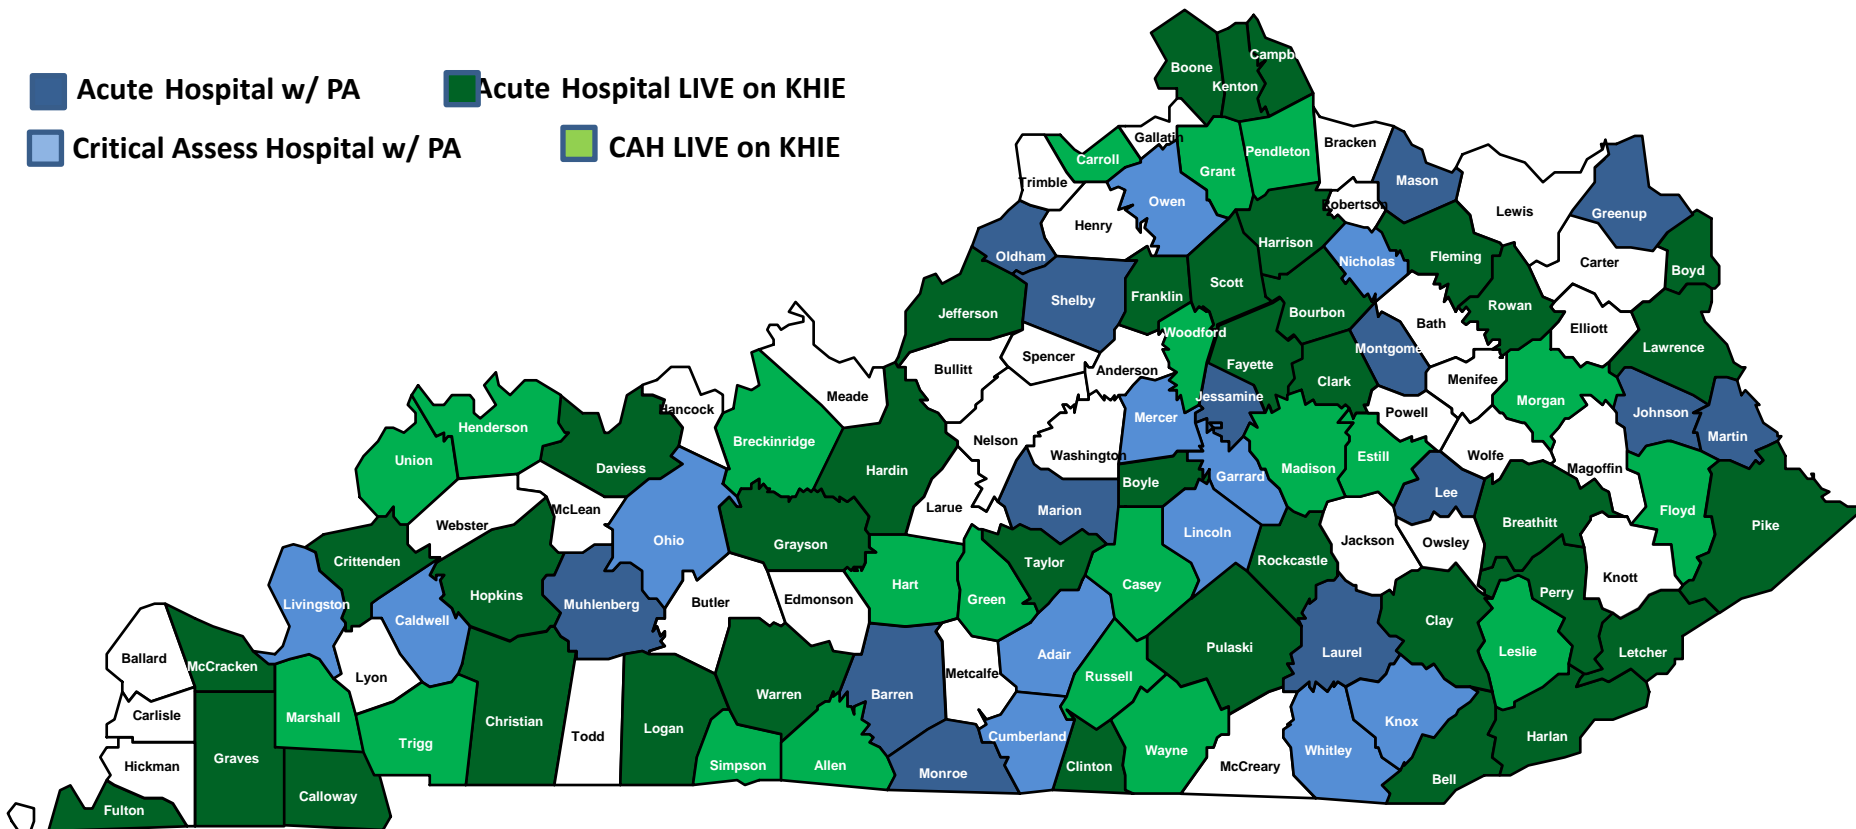 Acute Hospital w/ PA
Acute Hospital LIVE on KHIE
Critical Assess Hospital w/ PA
CAH LIVE on KHIE
Boone
Kenton
Campb
Gallatin
Carroll
Grant
Pendleton
Bracken
Trimble
Owen
Mason
Robertson
Lewis
Greenup
Henry
Oldham
Harrison
Nicholas
Fleming
Carter
Boyd
Shelby
Franklin
Scott
Jefferson
Bourbon
Rowan
Bath
Elliott
Woodford
Spencer
Anderson
Fayette
Montgome
Lawrence
Bullitt
Clark
Menifee
Meade
Jessamine
Morgan
Hancock
Mercer
Powell
Johnson
Martin
Henderson
Breckinridge
Nelson
Washington
Union
Daviess
Hardin
Madison
Estill
Wolfe
Magoffin
Garrard
Boyle
Lee
McLean
Larue
Marion
Floyd
Pike
Webster
Ohio
Grayson
Lincoln
Jackson
Owsley
Breathitt
Crittenden
Taylor
Rockcastle
Knott
Hopkins
Hart
Green
Casey
Perry
Livingston
Caldwell
Muhlenberg
Butler
Edmonson
Clay
Ballard
McCracken
Lyon
Metcalfe
Adair
Pulaski
Laurel
Leslie
Letcher
Russell
Barren
Warren
Carlisle
Marshall
Christian
Logan
Todd
Trigg
Cumberland
Knox
Harlan
Whitley
Wayne
Hickman
Graves
Simpson
Allen
Monroe
Clinton
McCreary
Bell
Fulton
Calloway